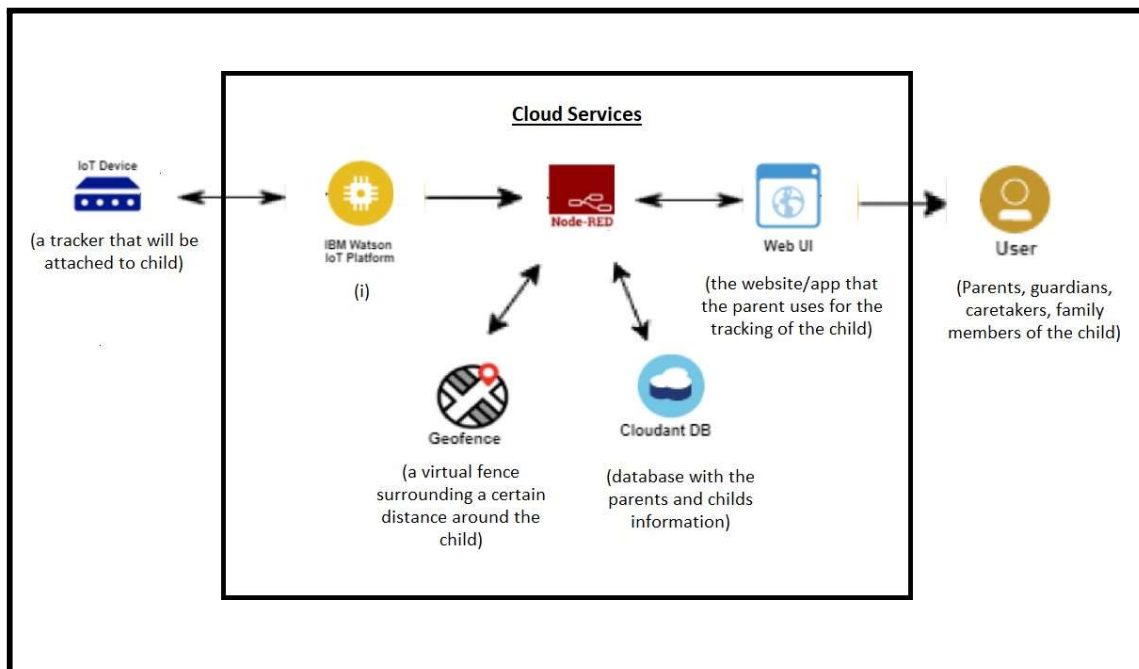 Cloud Services
IoT Device
(a tracker that will be
attached to child)
IBM Watson
IoT Platform
(i)
Node-RED
Web UI
(the website/app that
the parent uses for the
tracking of the child)
User
(Parents, guardians,
caretakers, family
members of the child)
Geofence
(a virtual fence
surrounding a certain
distance around the
child)
Cloudant DB
(database with the
parents and childs
information)